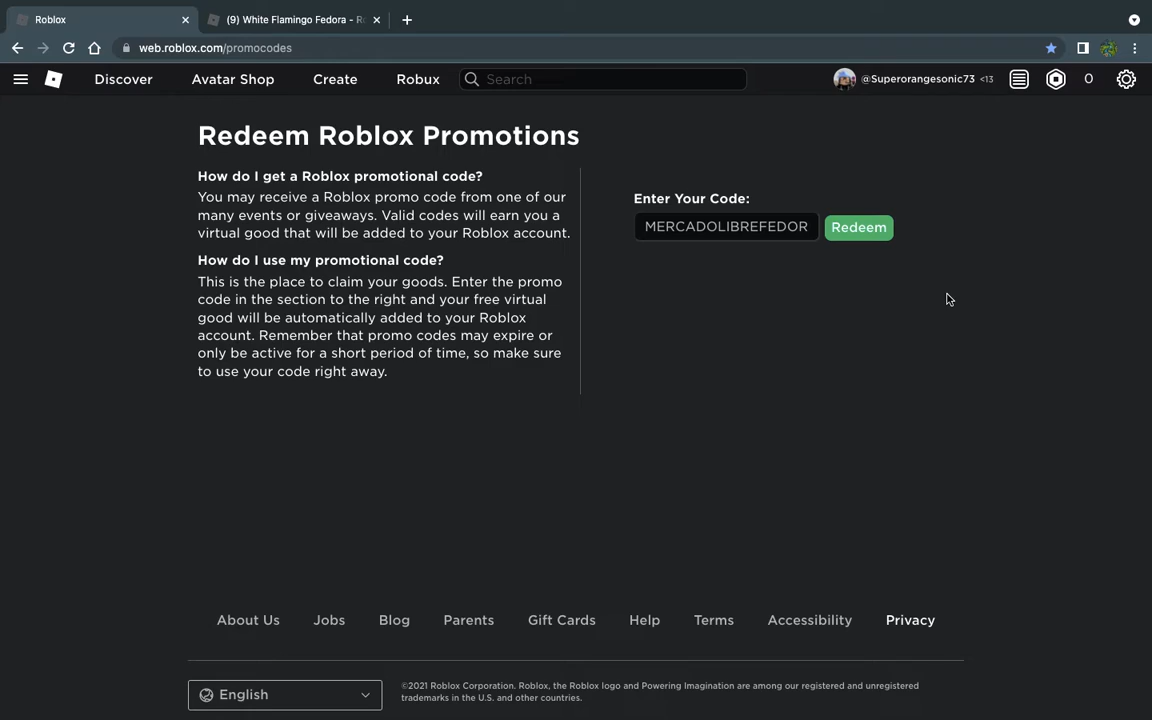 Roblox
(9) White Flamingo Fedora - Ro
web.roblox.com/promocodes
Discover
Avatar Shop
Create
Robux
Search
@Superorangesonic73 <13
0
Redeem Roblox Promotions
How do I get a Roblox promotional code?
You may receive a Roblox promo code from one of our
many events or giveaways. Valid codes will earn you a
virtual good that will be added to your Roblox account.
How do I use my promotional code?
This is the place to claim your goods. Enter the promo
code in the section to the right and your free virtual
good will be automatically added to your Roblox
account. Remember that promo codes may expire or
only be active for a short period of time, so make sure
to use your code right away.
Enter Your Code:
MERCADOLIBREFEDOR
Redeem
About Us
Jobs
Blog
Parents
Gift Cards
Help
Terms
Accessibility
Privacy
English
©2021 Roblox Corporation. Roblox, the Roblox logo and Powering Imagination are among our registered and unregistered
trademarks in the U.S. and other countries.